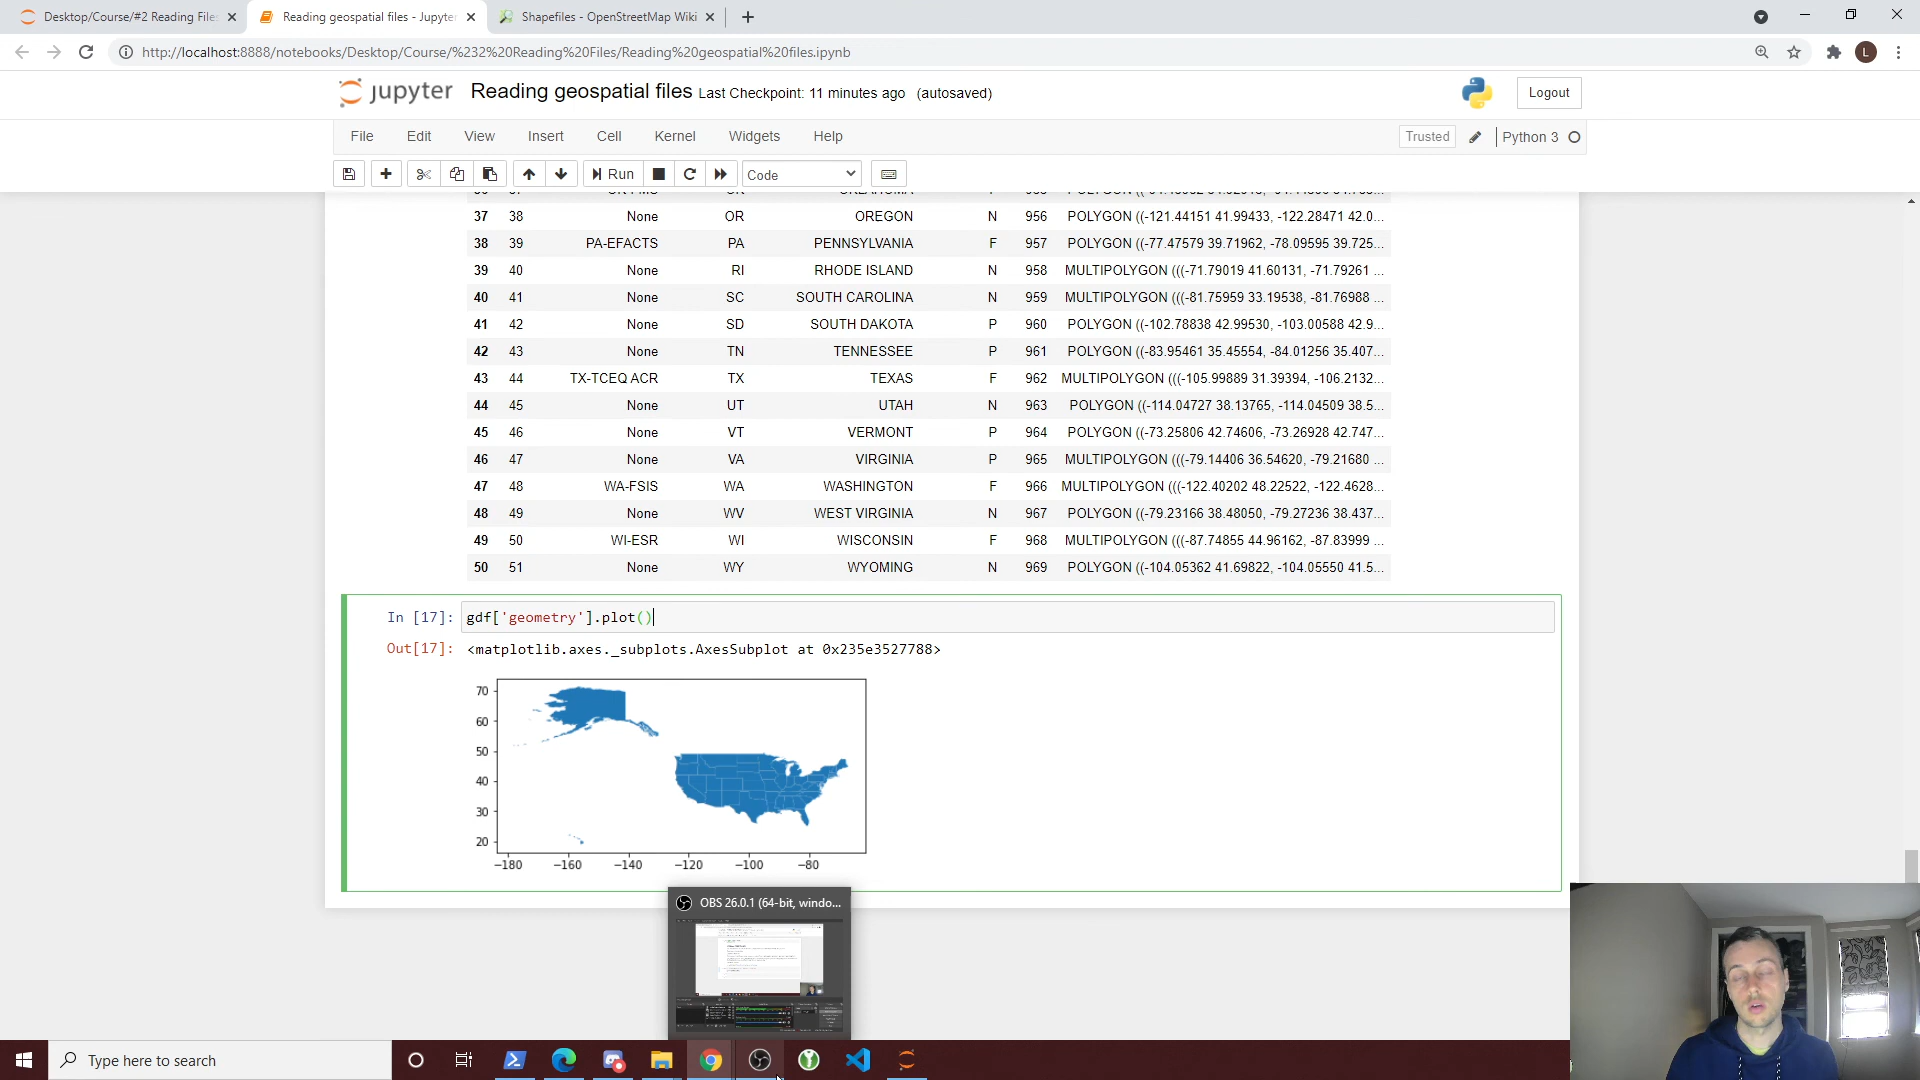 Desktop/Course/#2 Reading File
Reading geospatial files - Jupyter
Shapefiles - OpenStreetMap Wiki
http://localhost:8888/notebooks/Desktop/Course/%232%20Reading%20Files/Reading%20geospatial%20files.ipynb
L
jupyter Reading geospatial files Last Checkpoint: 11 minutes ago (autosaved)
Logout
File Edit View Insert Cell Kernel Widgets Help
Trusted Python 3
Run Code
37 38 None OR OREGON N 956 POLYGON ((-121.44151 41.99433, -122.28471 42.0...
38 39 PA-EFACTS PA PENNSYLVANIA F 957 POLYGON ((-77.47579 39.71962, -78.09595 39.725...
39 40 None RI RHODE ISLAND N 958 MULTIPOLYGON (((-71.79019 41.60131, -71.79261 ...
40 41 None SC SOUTH CAROLINA N 959 MULTIPOLYGON (((-81.75959 33.19538, -81.76988 ...
41 42 None SD SOUTH DAKOTA P 960 POLYGON ((-102.78838 42.99530, -103.00588 42.9...
42 43 None TN TENNESSEE P 961 POLYGON ((-83.95461 35.45554, -84.01256 35.407...
43 44 TX-TCEQ ACR TX TEXAS F 962 MULTIPOLYGON (((-105.99889 31.39394, -106.2132...
44 45 None UT UTAH N 963 POLYGON ((-114.04727 38.13765, -114.04509 38.5...
45 46 None VT VERMONT P 964 POLYGON ((-73.25806 42.74606, -73.26928 42.747...
46 47 None VA VIRGINIA P 965 MULTIPOLYGON (((-79.14406 36.54620, -79.21680 ...
47 48 WA-FSIS WA WASHINGTON F 966 MULTIPOLYGON (((-122.40202 48.22522, -122.4628...
48 49 None WV WEST VIRGINIA N 967 POLYGON ((-79.23166 38.48050, -79.27236 38.437...
49 50 WI-ESR WI WISCONSIN F 968 MULTIPOLYGON (((-87.74855 44.96162, -87.83999 ...
50 51 None WY WYOMING N 969 POLYGON ((-104.05362 41.69822, -104.05550 41.5...
In [17]: gdf['geometry'].plot()
Out[17]: <matplotlib.axes._subplots.AxesSubplot at 0x235e3527788>
70
60
50
40
30
20
−180 −160 −140 −120 −100 −80
OBS 26.0.1 (64-bit, windo...
Type here to search